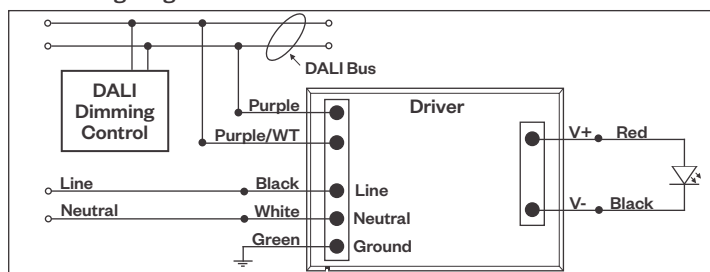 DALI Bus
DALI
Dimming
Control
Driver
Purple
Purple/WT
V+ Red
Line Black Line
Neutral White Neutral
V- Black
Green Ground